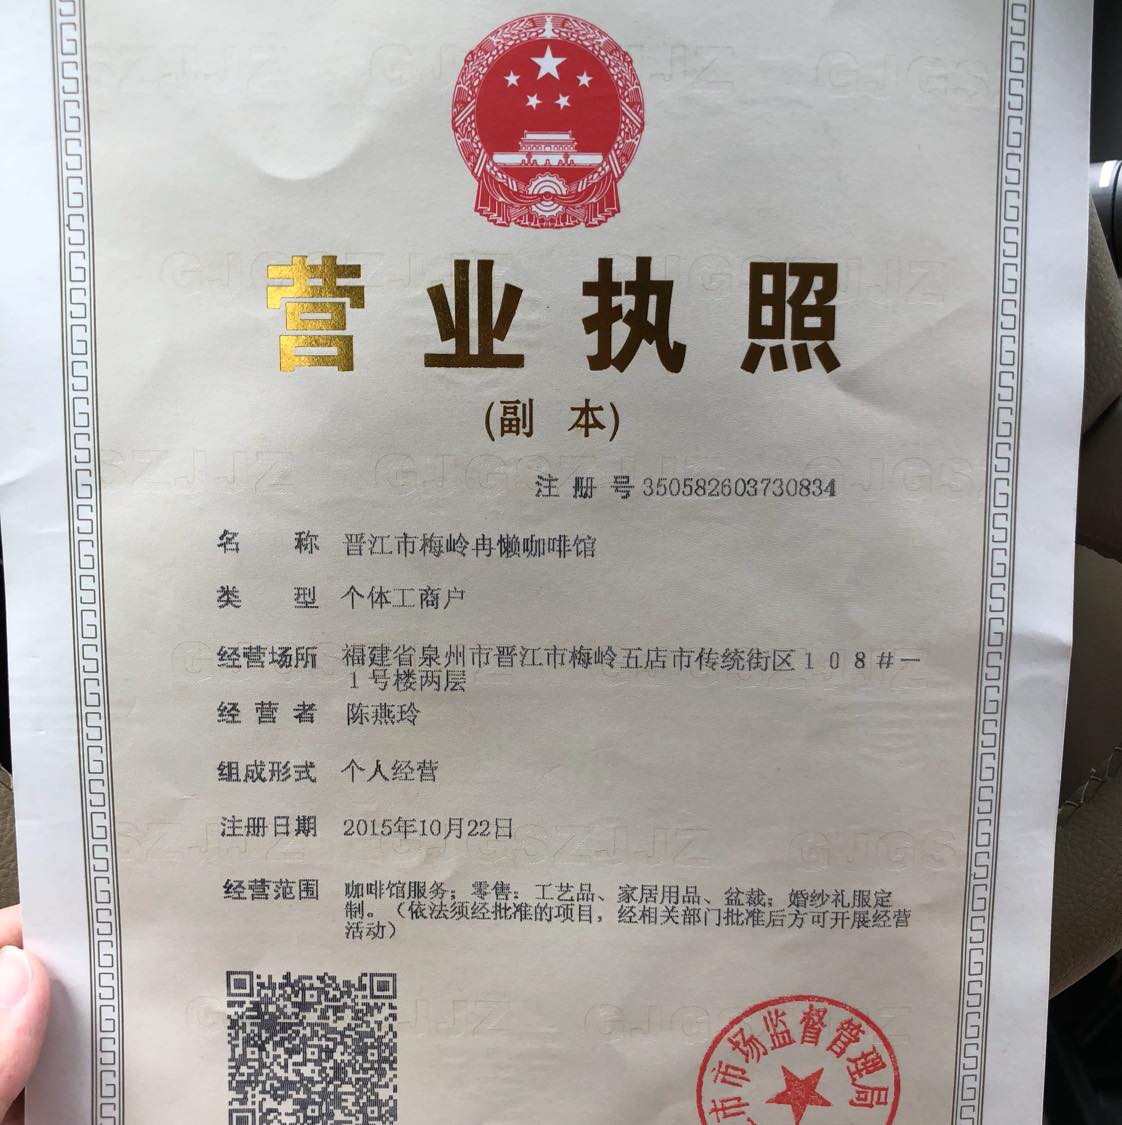 营业执照
(副 本)
注册号350582603730834
名 称 晋江市梅岭冉懒咖啡馆
类 型 个体工商户
经营场所 福建省泉州市晋江市梅岭五店市传统街区108#一
1号楼两层
经营者 陈燕玲
组成形式 个人经营
注册日期 2015年10月22日
经营范围 咖啡馆服务；零售：工艺品、家居用品、盆栽；婚纱礼服定
制。（依法须经批准的项目，经相关部门批准后方可开展经营
活动）
市市场监督管理局